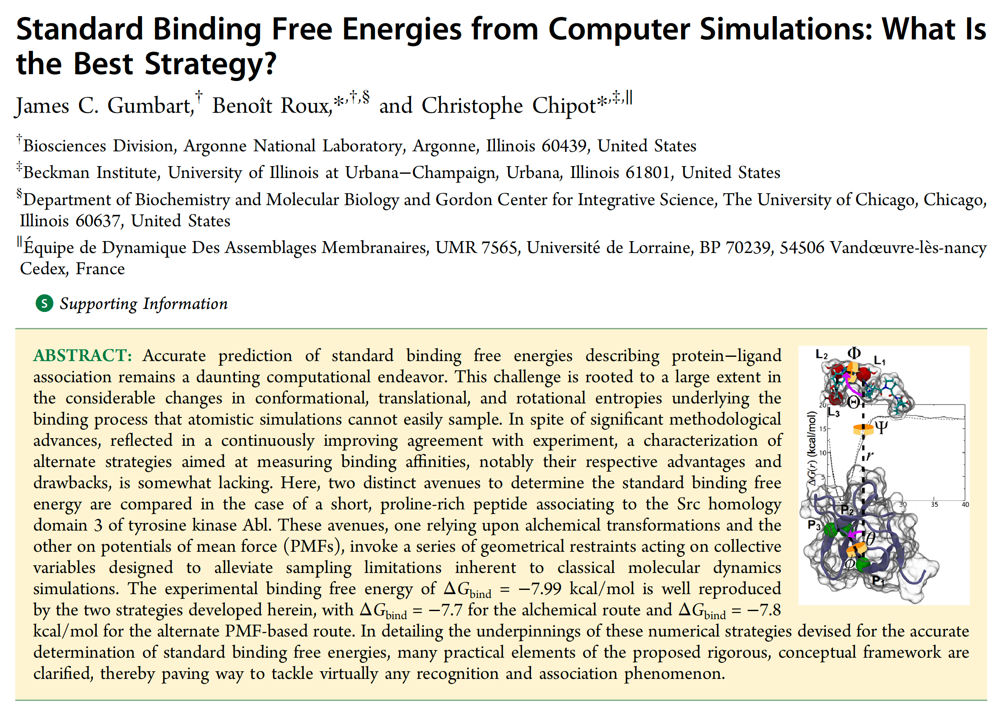 Standard Binding Free Energies from Computer Simulations: What Is
the Best Strategy?
James C. Gumbart,† Benoît Roux,*,†,§ and Christophe Chipot*,‡,∥
†Biosciences Division, Argonne National Laboratory, Argonne, Illinois 60439, United States
‡Beckman Institute, University of Illinois at Urbana−Champaign, Urbana, Illinois 61801, United States
§Department of Biochemistry and Molecular Biology and Gordon Center for Integrative Science, The University of Chicago, Chicago,
Illinois 60637, United States
∥Équipe de Dynamique Des Assemblages Membranaires, UMR 7565, Université de Lorraine, BP 70239, 54506 Vandœuvre-lès-nancy
Cedex, France
S Supporting Information
ABSTRACT: Accurate prediction of standard binding free energies describing protein−ligand
association remains a daunting computational endeavor. This challenge is rooted to a large extent in
the considerable changes in conformational, translational, and rotational entropies underlying the
binding process that atomistic simulations cannot easily sample. In spite of significant methodological
advances, reflected in a continuously improving agreement with experiment, a characterization of
alternate strategies aimed at measuring binding affinities, notably their respective advantages and
drawbacks, is somewhat lacking. Here, two distinct avenues to determine the standard binding free
energy are compared in the case of a short, proline-rich peptide associating to the Src homology
domain 3 of tyrosine kinase Abl. These avenues, one relying upon alchemical transformations and the
other on potentials of mean force (PMFs), invoke a series of geometrical restraints acting on collective
variables designed to alleviate sampling limitations inherent to classical molecular dynamics
simulations. The experimental binding free energy of ΔGbind = −7.99 kcal/mol is well reproduced
by the two strategies developed herein, with ΔGbind = −7.7 for the alchemical route and ΔGbind = −7.8
kcal/mol for the alternate PMF-based route. In detailing the underpinnings of these numerical strategies devised for the accurate
determination of standard binding free energies, many practical elements of the proposed rigorous, conceptual framework are
clarified, thereby paving way to tackle virtually any recognition and association phenomenon.
L2 Φ L1
Θ
L3
20
Ψ
15
r
10
5
ΔG(r) (kcal/mol)
30 35 40
P2
P3
θ
ϕ
P1